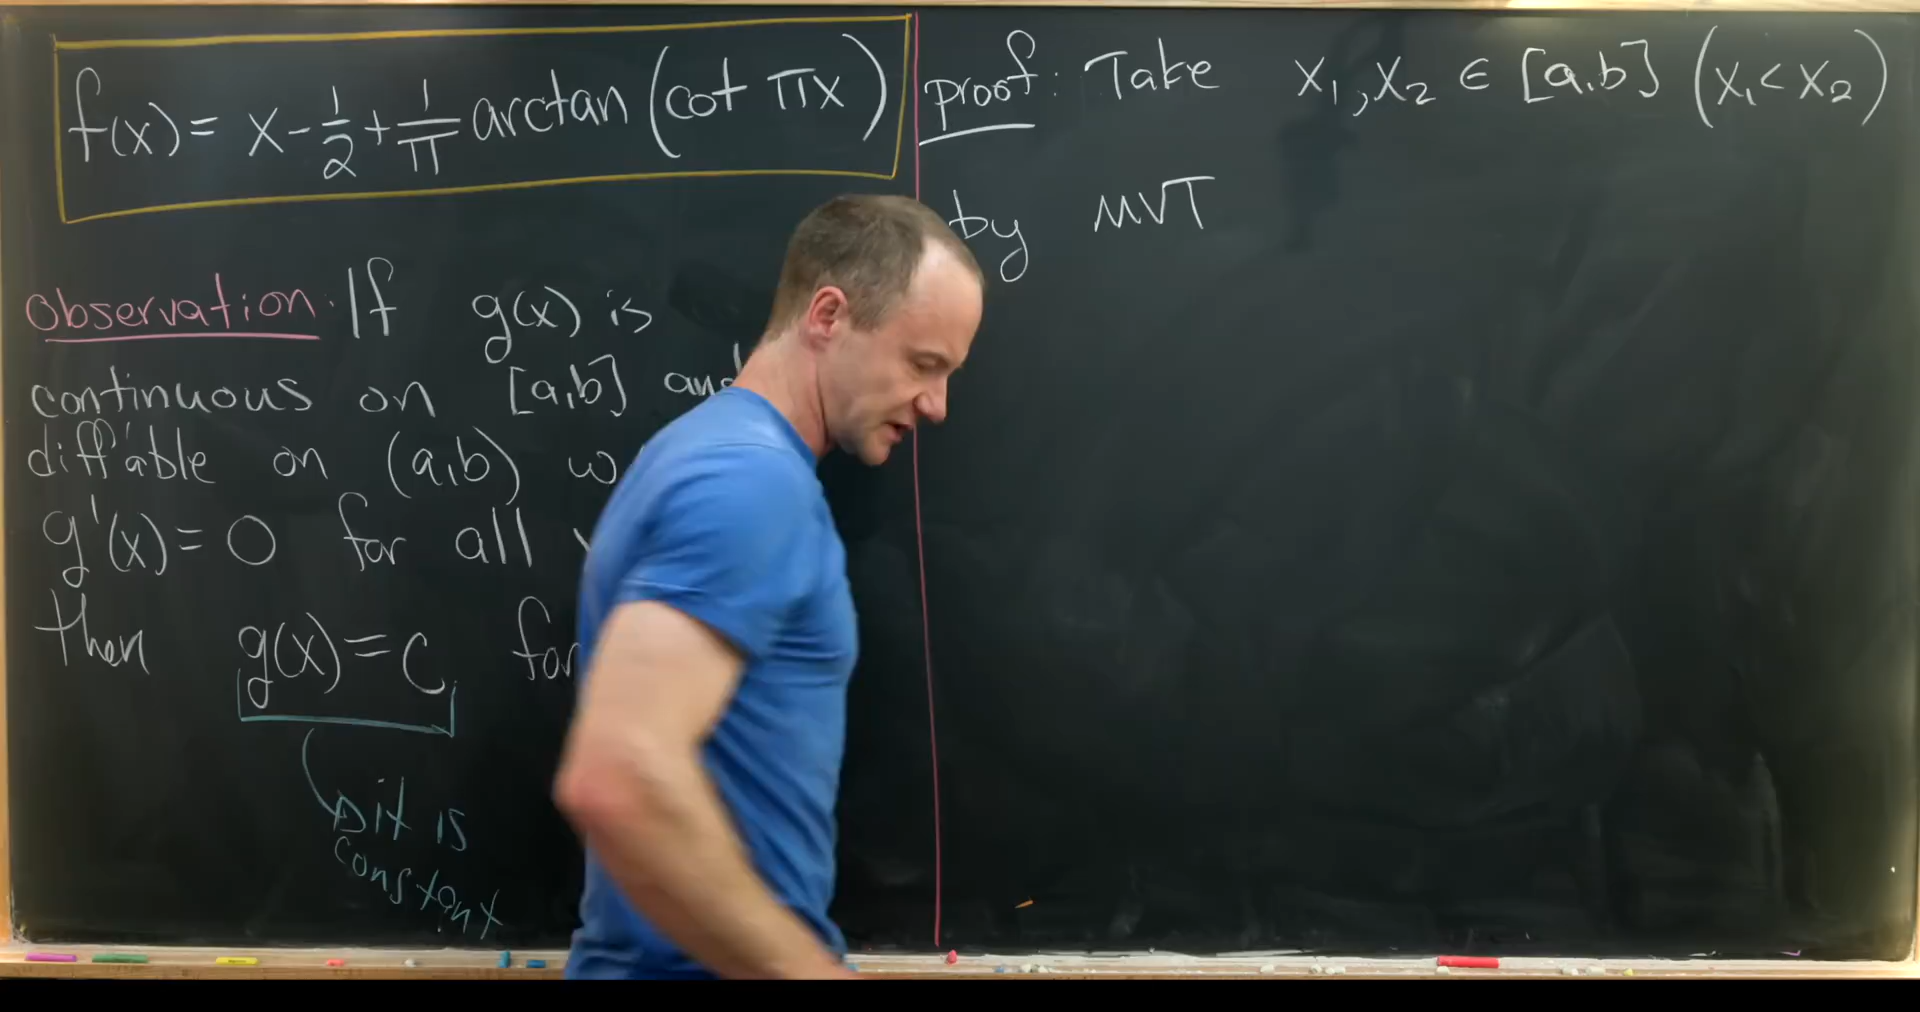 f(x) = x - 1/2 + 1/π arctan (cot πx)
observation: If g(x) is
continuous on [a,b] and
diff'able on (a,b)
g'(x) = 0 for all
then g(x) = C for
it is
constant
proof: Take x₁, x₂ ∈ [a,b] (x₁ < x₂)
by MVT